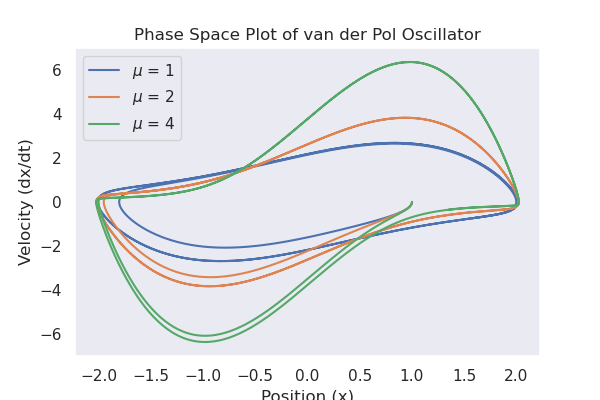 Phase Space Plot of van der Pol Oscillator
μ = 1
μ = 2
μ = 4
Velocity (dx/dt)
6
4
2
0
−2
−4
−6
−2.0 −1.5 −1.0 −0.5 0.0 0.5 1.0 1.5 2.0
Position (x)